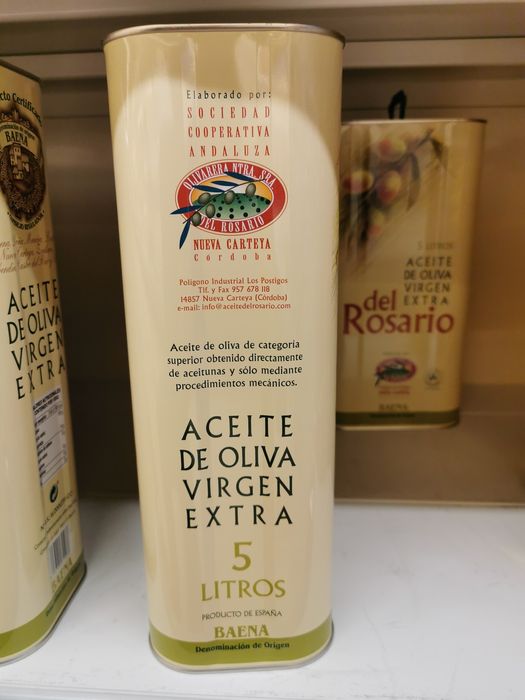 Elaborado por:
SOCIEDAD
COOPERATIVA
ANDALUZA
OLIVARERA NTRA. SRA.
DEL ROSARIO
NUEVA CARTEYA
Córdoba
Polígono Industrial Los Postigos
Tlf. y Fax 957 678 118
14857 Nueva Carteya (Córdoba)
e-mail: info@aceitedelrosario.com
Aceite de oliva de categoría
superior obtenido directamente
de aceitunas y sólo mediante
procedimientos mecánicos.
ACEITE
DE OLIVA
VIRGEN
EXTRA
5
LITROS
PRODUCTO DE ESPAÑA
BAENA
Denominación de Origen
BAENA
ACEITE
DE OLIVA
VIRGEN
EXTRA
BAENA
5 LITROS
ACEITE
DE OLIVA
VIRGEN
EXTRA
del
Rosario
BAENA